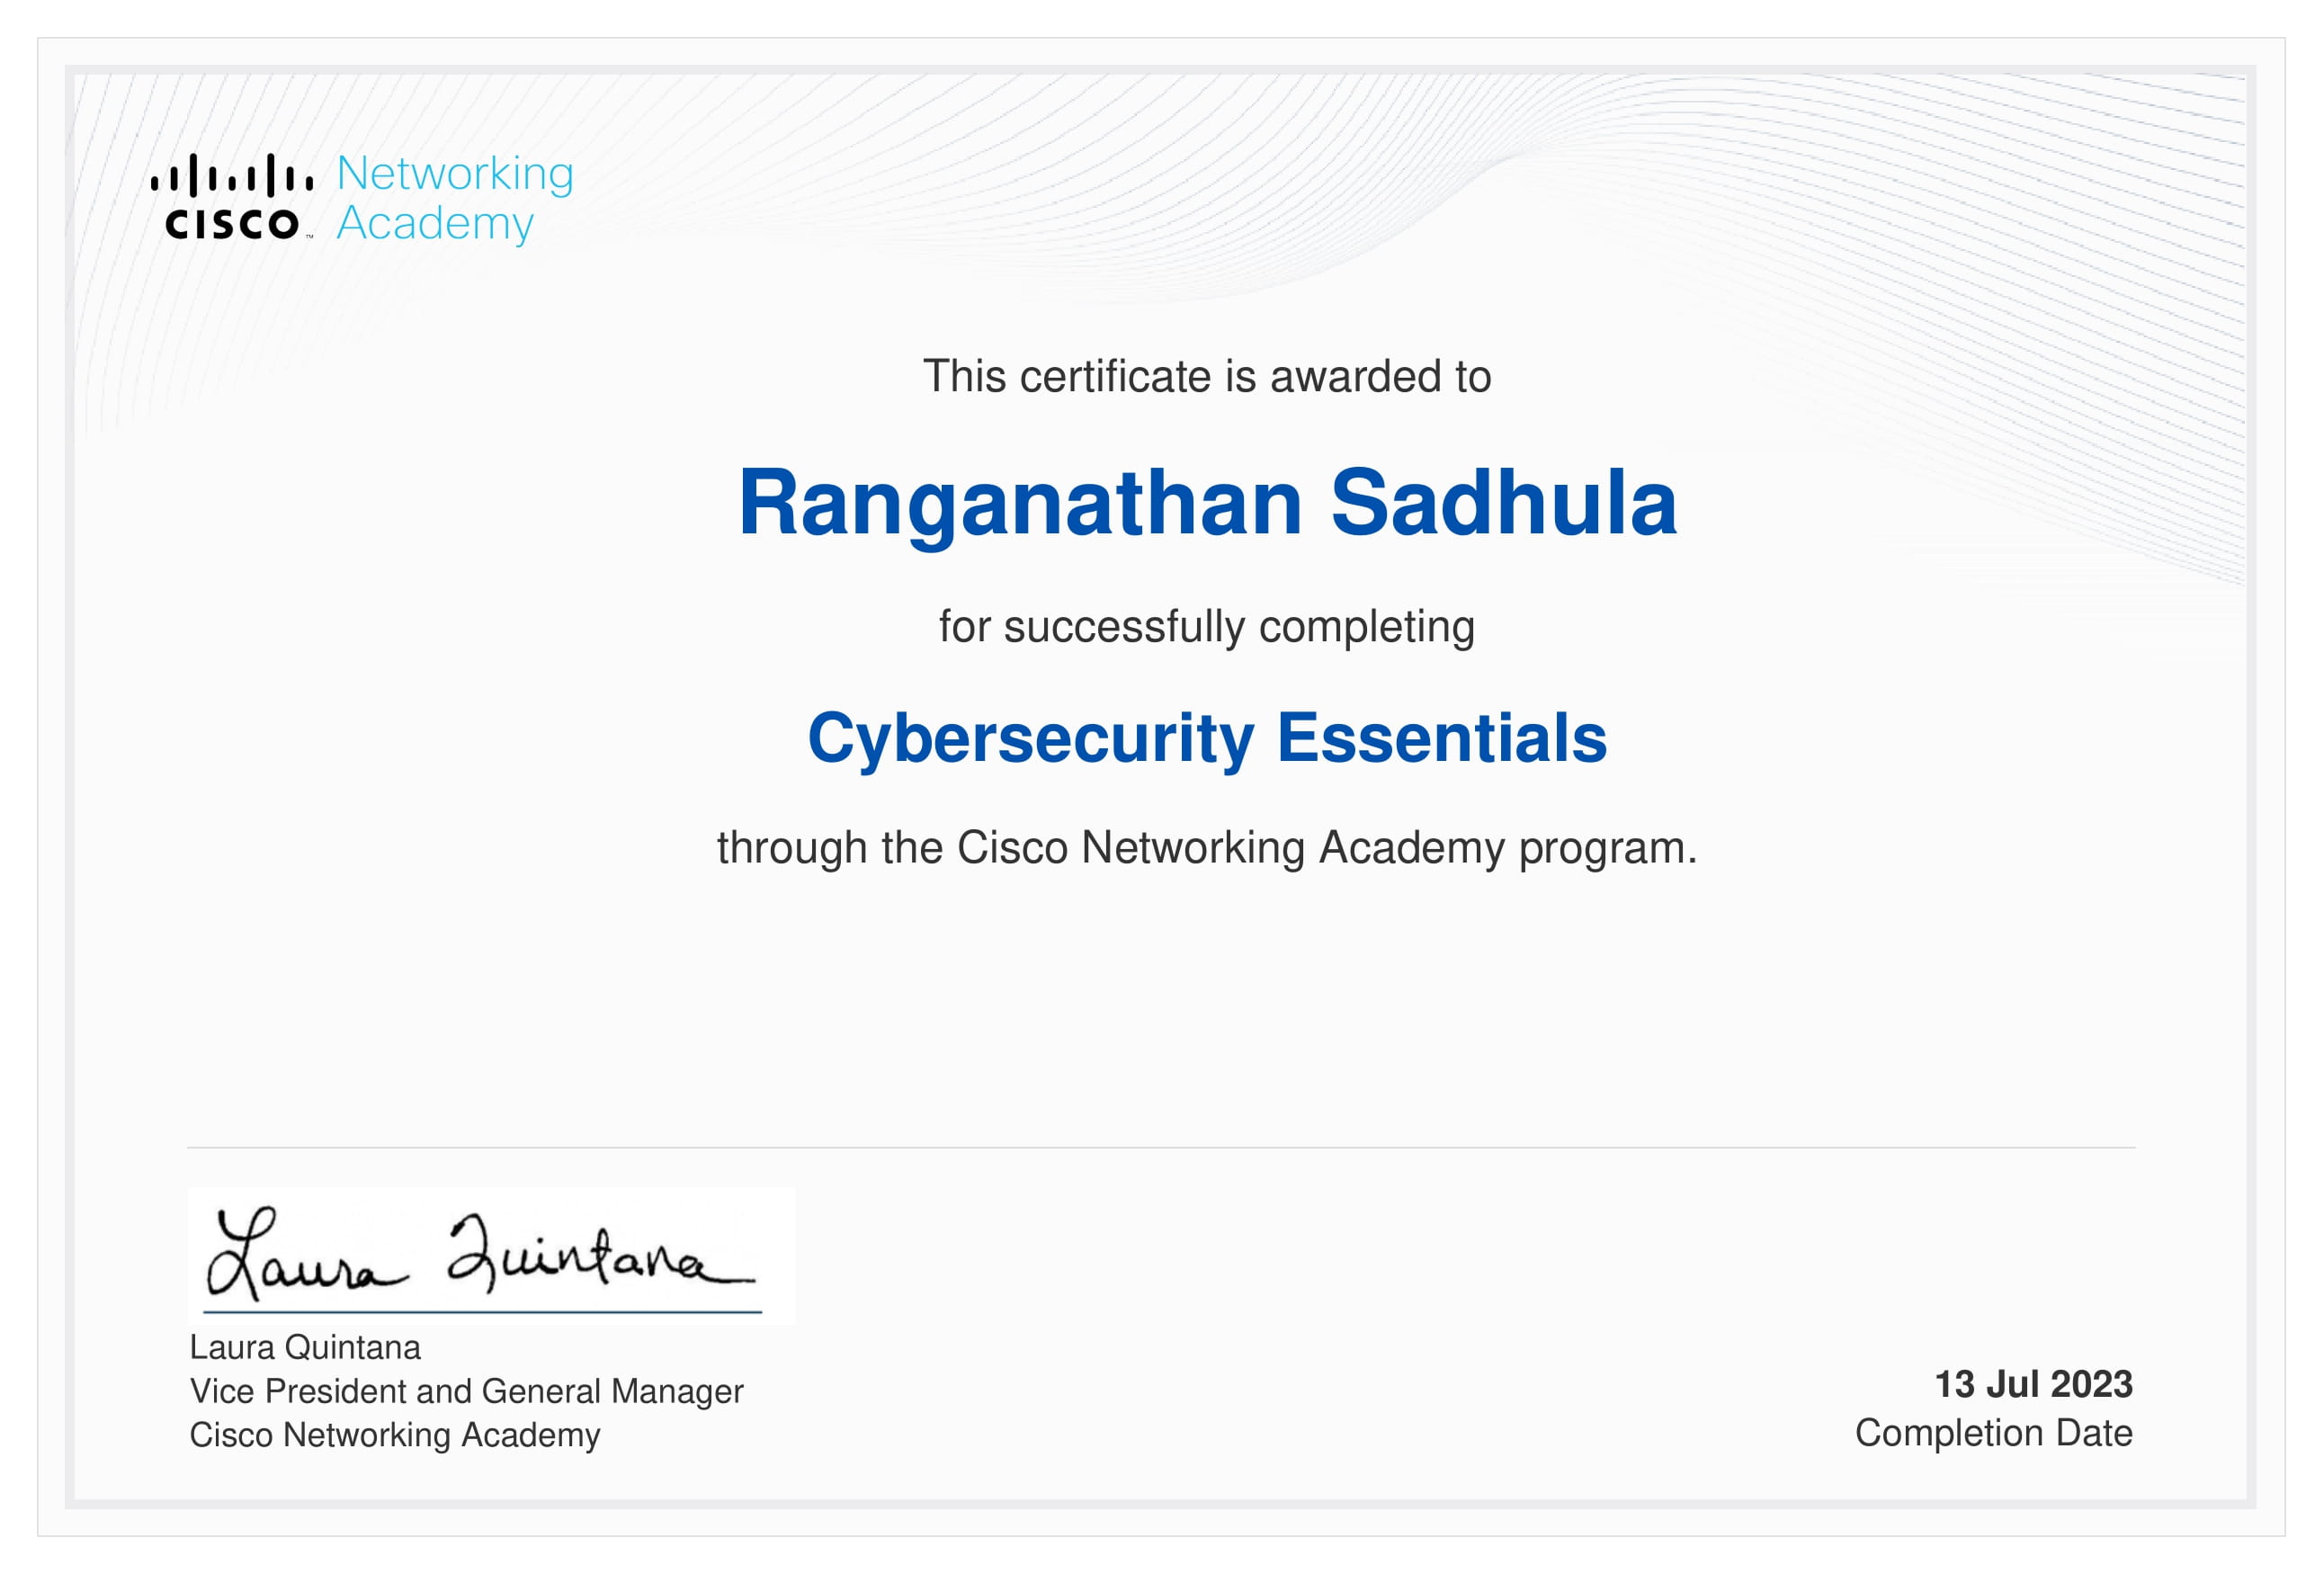 CISCO™ Networking
Academy
This certificate is awarded to
Ranganathan Sadhula
for successfully completing
Cybersecurity Essentials
through the Cisco Networking Academy program.
Laura Quintana
Laura Quintana
Vice President and General Manager
Cisco Networking Academy
13 Jul 2023
Completion Date